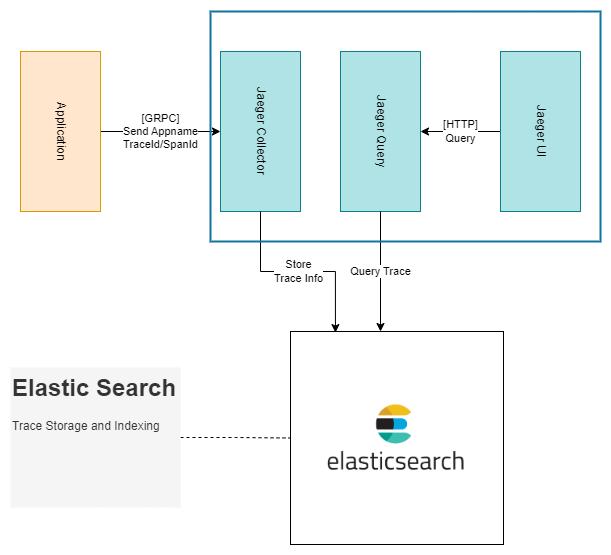 Application
[GRPC]
Send Appname
TraceId/SpanId
Jaeger Collector
Jaeger Query
[HTTP]
Query
Jaeger UI
Store
Trace Info
Query Trace
Elastic Search
Trace Storage and Indexing
elasticsearch